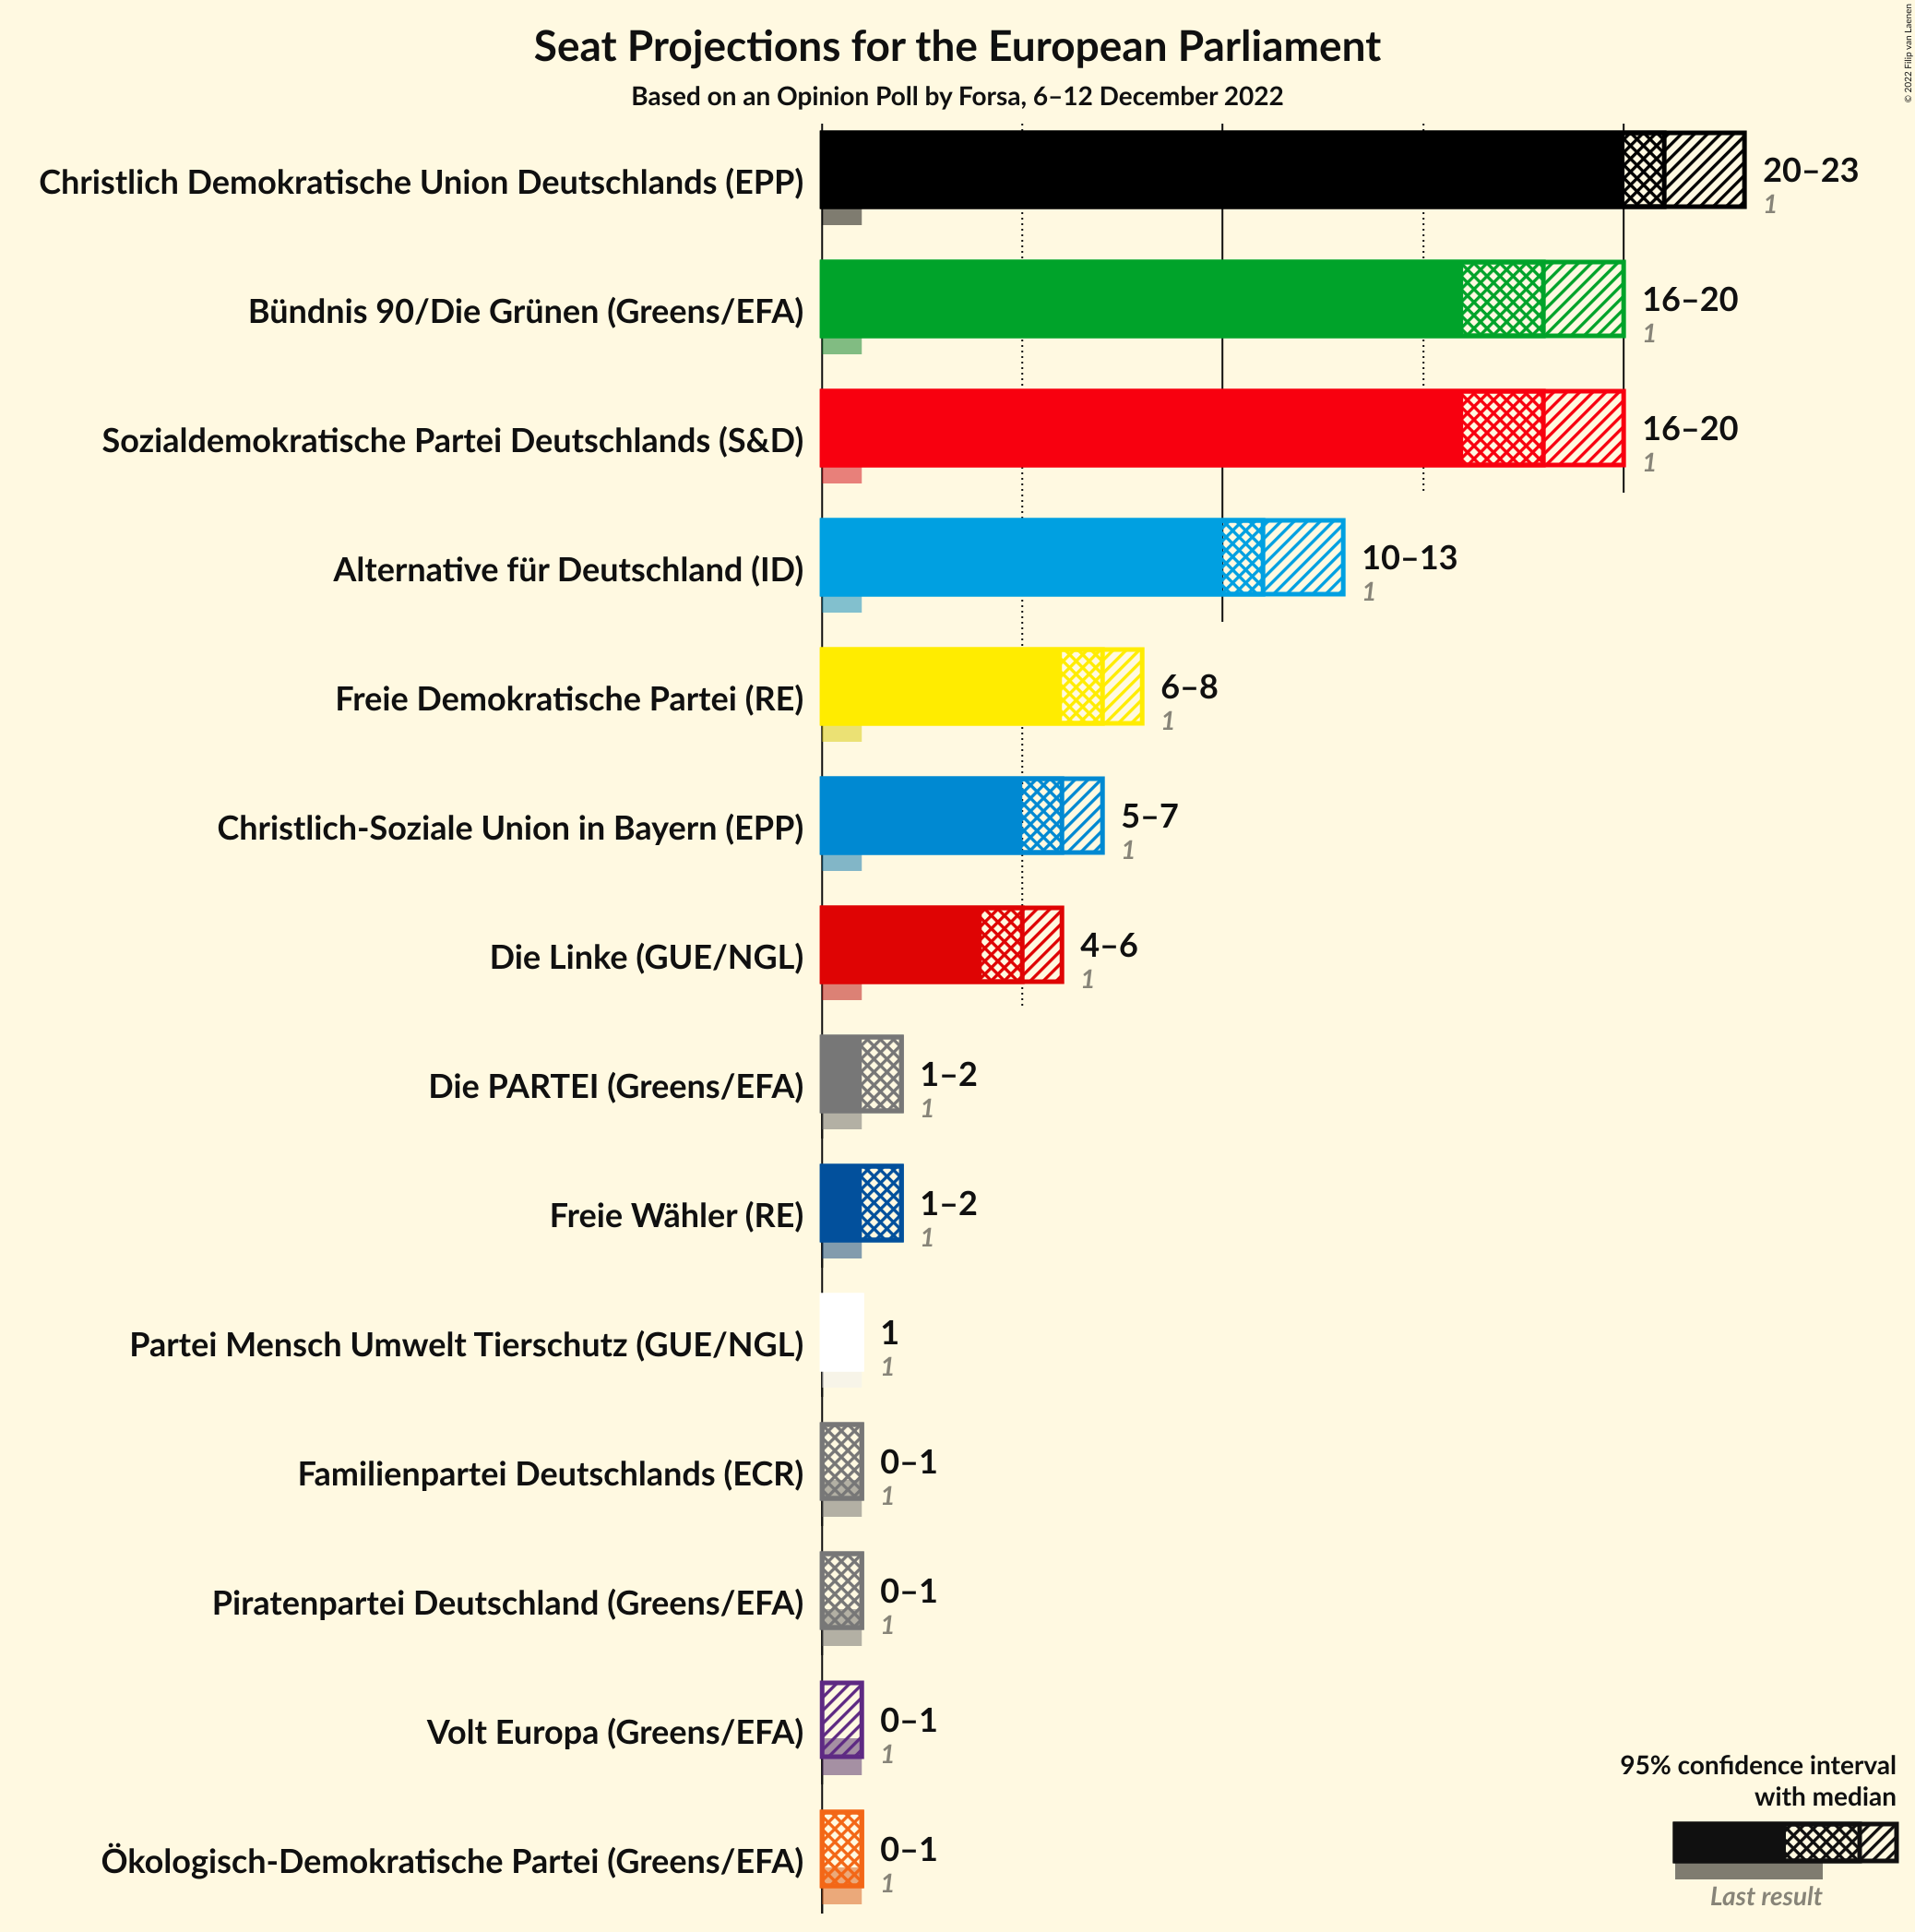 Seat Projections for the European Parliament
Based on an Opinion Poll by Forsa, 6–12 December 2022
© 2022 Filip van Laenen
Christlich Demokratische Union Deutschlands (EPP)
20–23
1
Bündnis 90/Die Grünen (Greens/EFA)
16–20
1
Sozialdemokratische Partei Deutschlands (S&D)
16–20
1
Alternative für Deutschland (ID)
10–13
1
Freie Demokratische Partei (RE)
6–8
1
Christlich-Soziale Union in Bayern (EPP)
5–7
1
Die Linke (GUE/NGL)
4–6
1
Die PARTEI (Greens/EFA)
1–2
1
Freie Wähler (RE)
1–2
1
Partei Mensch Umwelt Tierschutz (GUE/NGL)
1
1
Familienpartei Deutschlands (ECR)
0–1
1
Piratenpartei Deutschland (Greens/EFA)
0–1
1
Volt Europa (Greens/EFA)
0–1
1
Ökologisch-Demokratische Partei (Greens/EFA)
0–1
1
95% confidence interval
with median
Last result